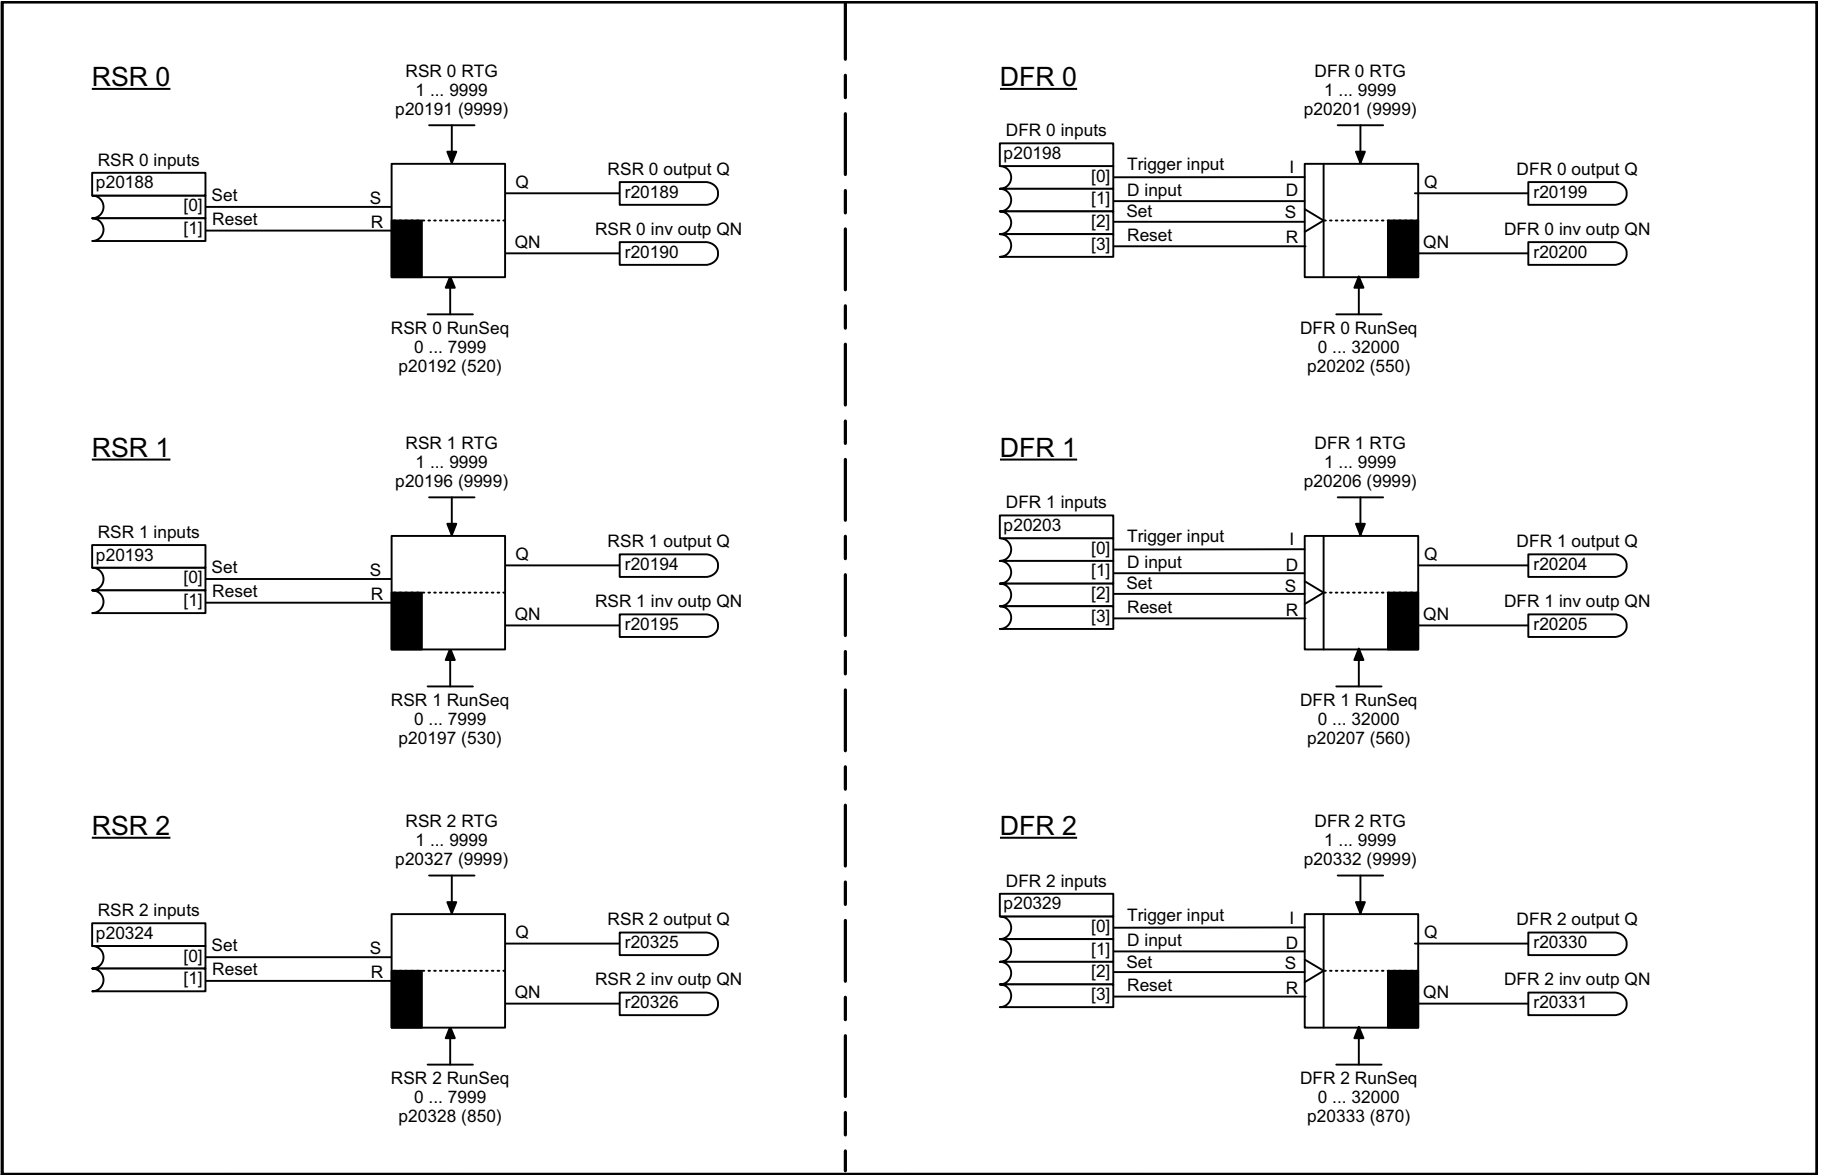 RSR 0
RSR 0 RTG
1 ... 9999
p20191 (9999)
RSR 0 inputs
p20188
[0]
Set
S
[1]
Reset
R
Q
RSR 0 output Q
r20189
QN
RSR 0 inv outp QN
r20190
RSR 0 RunSeq
0 ... 7999
p20192 (520)
RSR 1
RSR 1 RTG
1 ... 9999
p20196 (9999)
RSR 1 inputs
p20193
[0]
Set
S
[1]
Reset
R
Q
RSR 1 output Q
r20194
QN
RSR 1 inv outp QN
r20195
RSR 1 RunSeq
0 ... 7999
p20197 (530)
RSR 2
RSR 2 RTG
1 ... 9999
p20327 (9999)
RSR 2 inputs
p20324
[0]
Set
S
[1]
Reset
R
Q
RSR 2 output Q
r20325
QN
RSR 2 inv outp QN
r20326
RSR 2 RunSeq
0 ... 7999
p20328 (850)
DFR 0
DFR 0 RTG
1 ... 9999
p20201 (9999)
DFR 0 inputs
p20198
[0]
Trigger input
I
[1]
D input
D
[2]
Set
S
[3]
Reset
R
Q
DFR 0 output Q
r20199
QN
DFR 0 inv outp QN
r20200
DFR 0 RunSeq
0 ... 32000
p20202 (550)
DFR 1
DFR 1 RTG
1 ... 9999
p20206 (9999)
DFR 1 inputs
p20203
[0]
Trigger input
I
[1]
D input
D
[2]
Set
S
[3]
Reset
R
Q
DFR 1 output Q
r20204
QN
DFR 1 inv outp QN
r20205
DFR 1 RunSeq
0 ... 32000
p20207 (560)
DFR 2
DFR 2 RTG
1 ... 9999
p20332 (9999)
DFR 2 inputs
p20329
[0]
Trigger input
I
[1]
D input
D
[2]
Set
S
[3]
Reset
R
Q
DFR 2 output Q
r20330
QN
DFR 2 inv outp QN
r20331
DFR 2 RunSeq
0 ... 32000
p20333 (870)